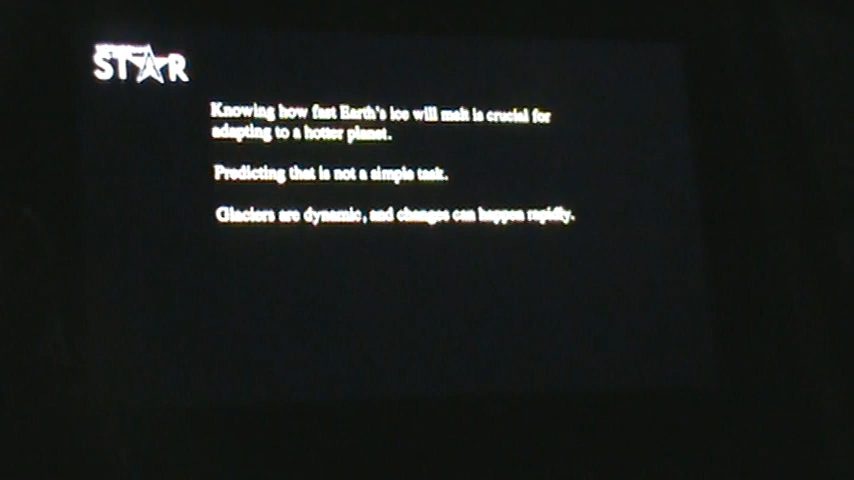 STAR
Knowing how fast Earth's ice will melt is crucial for
adapting to a hotter planet.
Predicting that is not a simple task.
Glaciers are dynamic, and changes can happen rapidly.